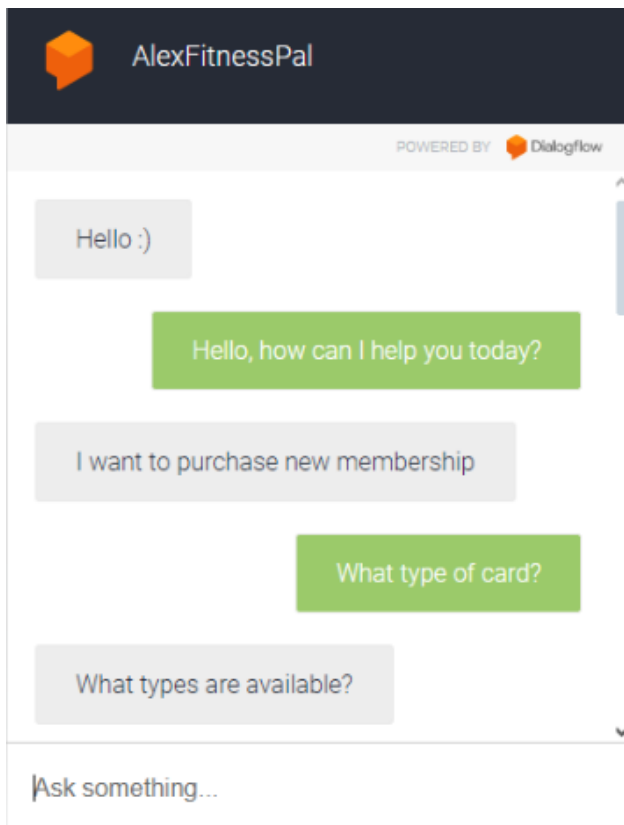 AlexFitnessPal
POWERED BY Dialogflow
Hello :)
Hello, how can I help you today?
I want to purchase new membership
What type of card?
What types are available?
Ask something...